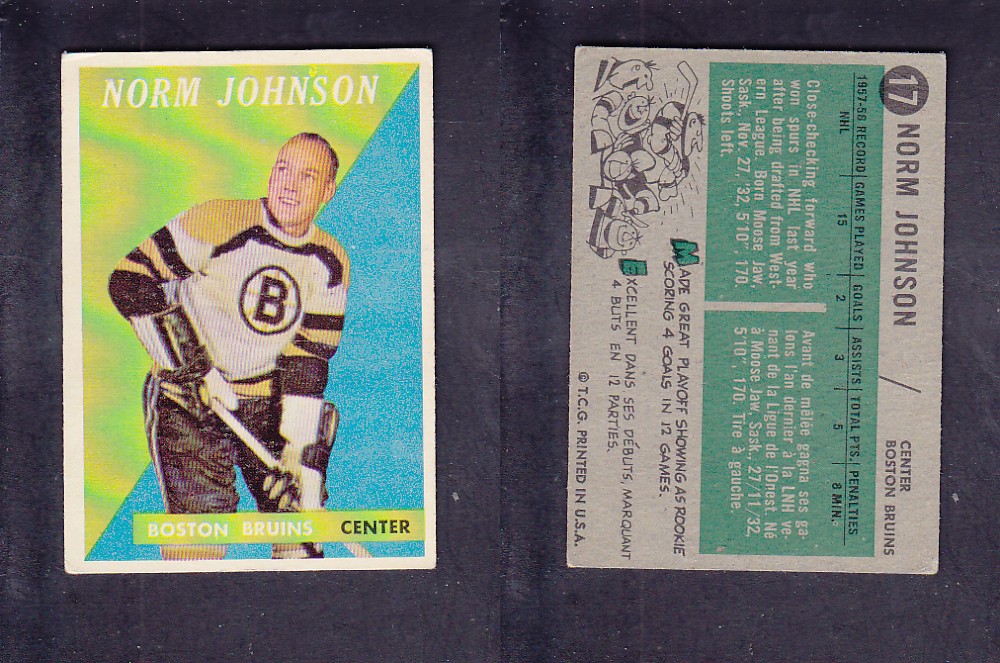 NORM JOHNSON
B
BOSTON BRUINS CENTER
17 NORM JOHNSON / CENTER
BOSTON BRUINS
1957-58 RECORD GAMES PLAYED GOALS ASSISTS TOTAL PTS. PENALTIES
NHL 15 2 3 5 8 MIN.
Close-checking forward who
won spurs in NHL last year
after being drafted from West-
ern League. Born Moose Jaw,
Sask., Nov. 27, '32, 5'10", 170.
Shoots left.
Avant de mêlée gagna ses ga-
lons l'an dernier à la LNH ve-
nant de la Ligue de l'Onest. Né
à Moose Jaw, Sask., 27/11/32,
5'10", 170. Tire à gauche.
MADE GREAT PLAYOFF SHOWING AS ROOKIE
SCORING 4 GOALS IN 12 GAMES.
EXCELLENT DANS SES DÉBUTS, MARQUANT
4 BUTS EN 12 PARTIES.
© T.C.G. PRINTED IN U.S.A.